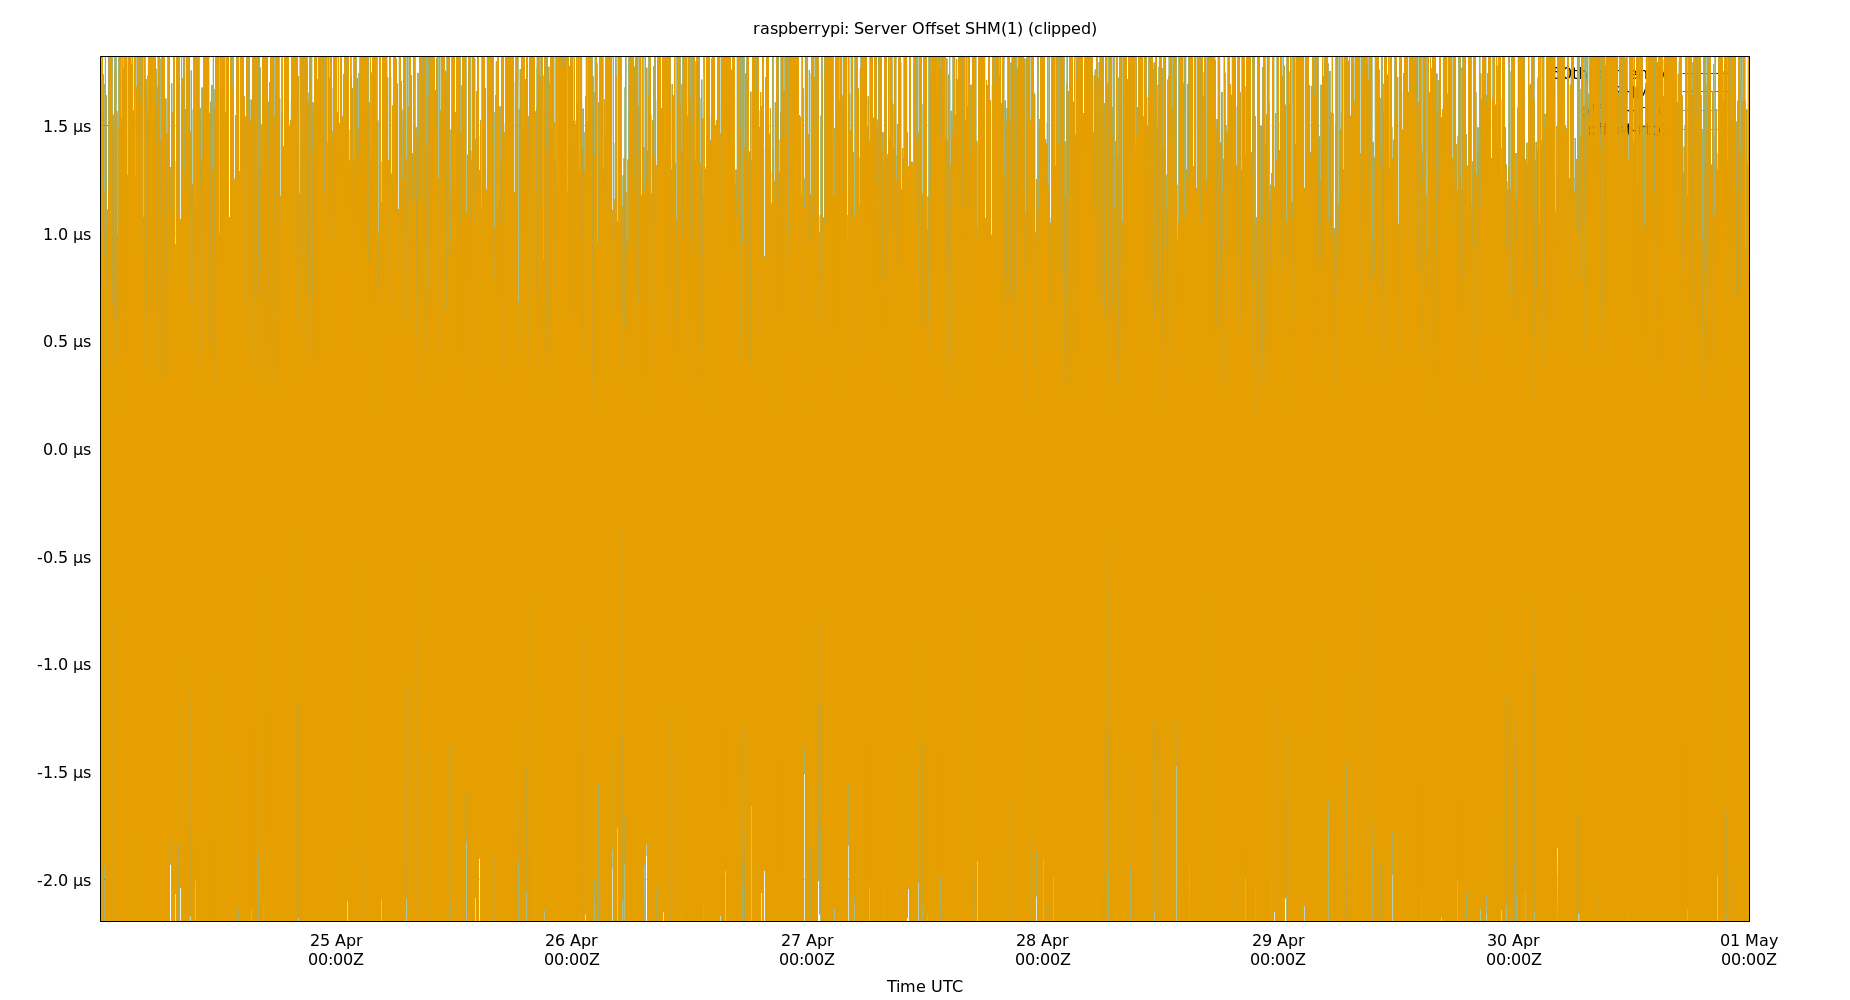 raspberrypi: Server Offset SHM(1) (clipped)
1.5 µs
1.0 µs
0.5 µs
0.0 µs
-0.5 µs
-1.0 µs
-1.5 µs
-2.0 µs
25 Apr 26 Apr 27 Apr 28 Apr 29 Apr 30 Apr 01 May
00:00Z 00:00Z 00:00Z 00:00Z 00:00Z 00:00Z 00:00Z
Time UTC